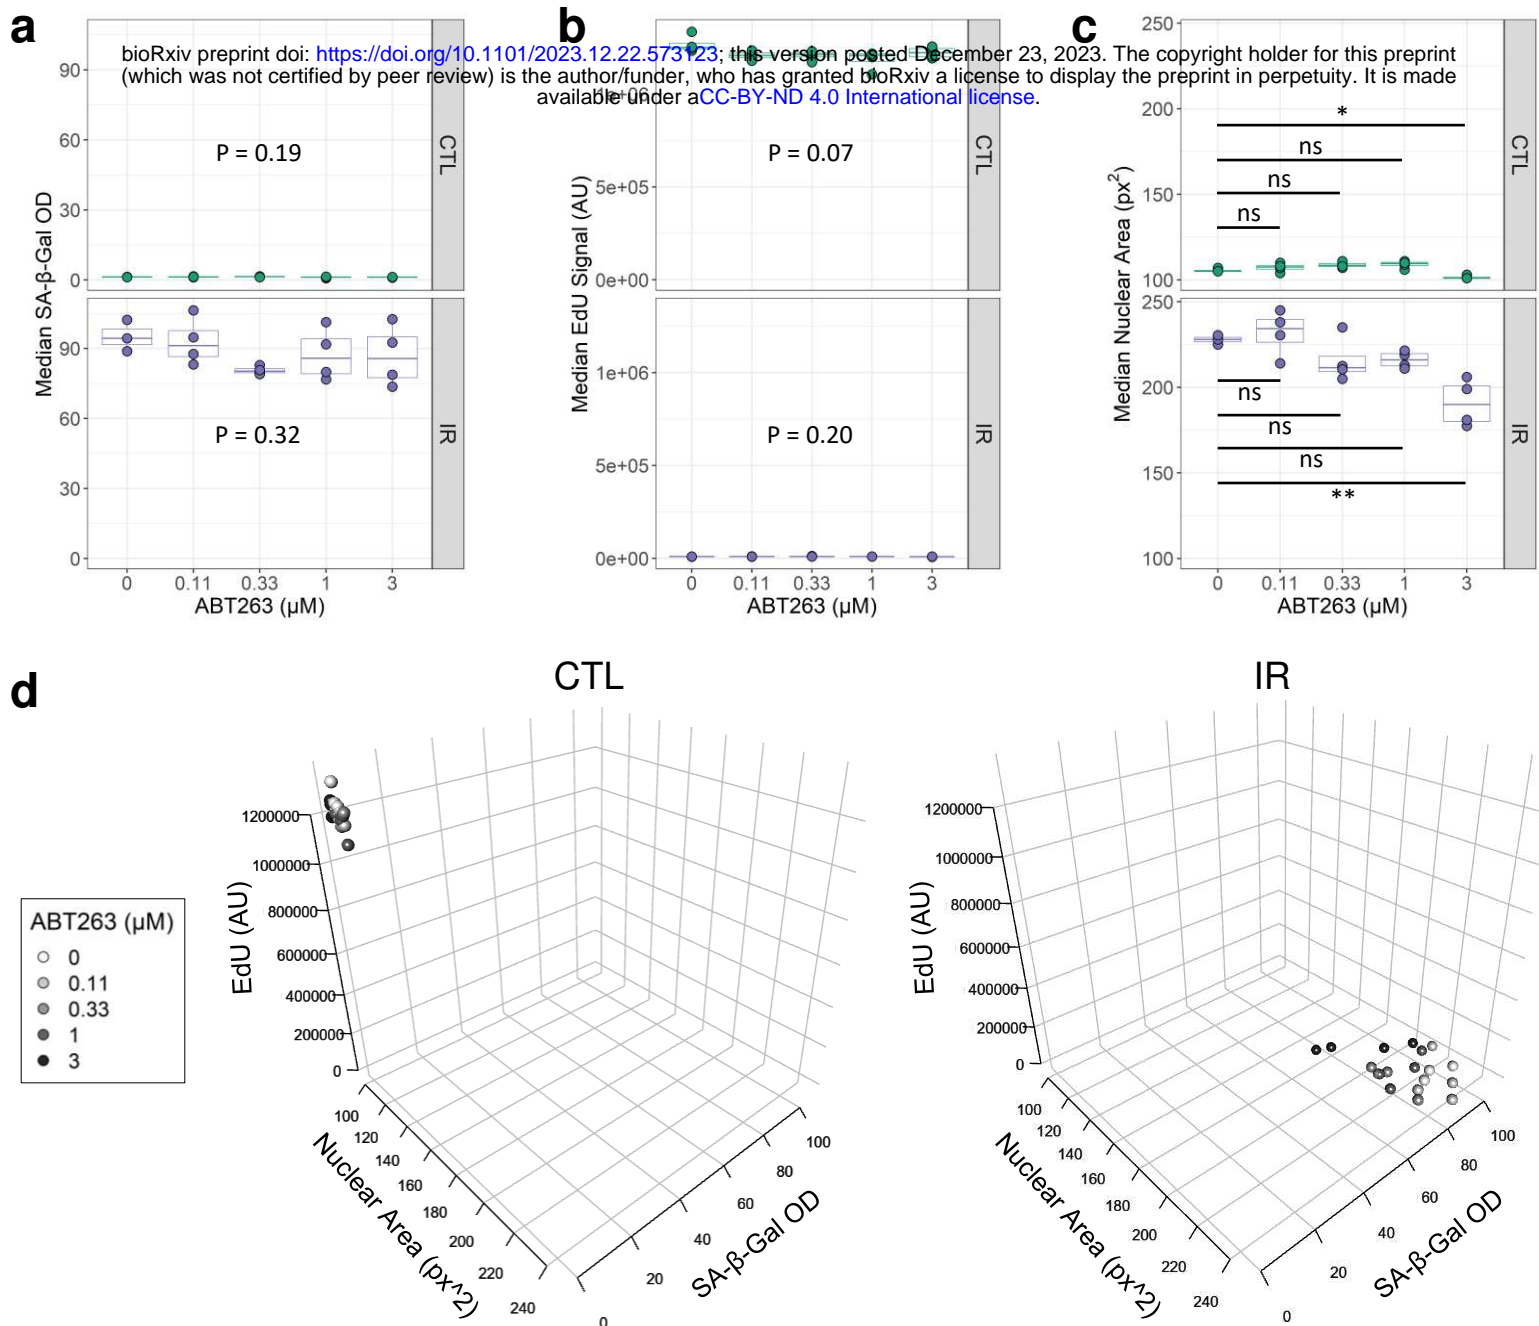 a
b
c
bioRxiv preprint doi: https://doi.org/10.1101/2023.12.22.573123; this version posted December 23, 2023. The copyright holder for this preprint
(which was not certified by peer review) is the author/funder, who has granted bioRxiv a license to display the preprint in perpetuity. It is made
available under aCC-BY-ND 4.0 International license.
Median SA-β-Gal OD
90
60
30
0
P = 0.19
CTL
90
60
30
0
P = 0.32
IR
0 0.11 0.33 1 3
ABT263 (µM)
Median EdU Signal (AU)
1e+06
5e+05
0e+00
P = 0.07
CTL
1e+06
5e+05
0e+00
P = 0.20
IR
0 0.11 0.33 1 3
ABT263 (µM)
Median Nuclear Area (px²)
250
200
150
100
*
ns
ns
ns
CTL
250
200
150
100
ns
ns
ns
**
IR
0 0.11 0.33 1 3
ABT263 (µM)
d
CTL
IR
ABT263 (µM)
0
0.11
0.33
1
3
EdU (AU)
1200000
1000000
800000
600000
400000
200000
0
100
120
140
160
180
200
220
240
Nuclear Area (px^2)
0
20
40
60
80
100
SA-β-Gal OD
EdU (AU)
1200000
1000000
800000
600000
400000
200000
0
100
120
140
160
180
200
220
240
Nuclear Area (px^2)
0
20
40
60
80
100
SA-β-Gal OD